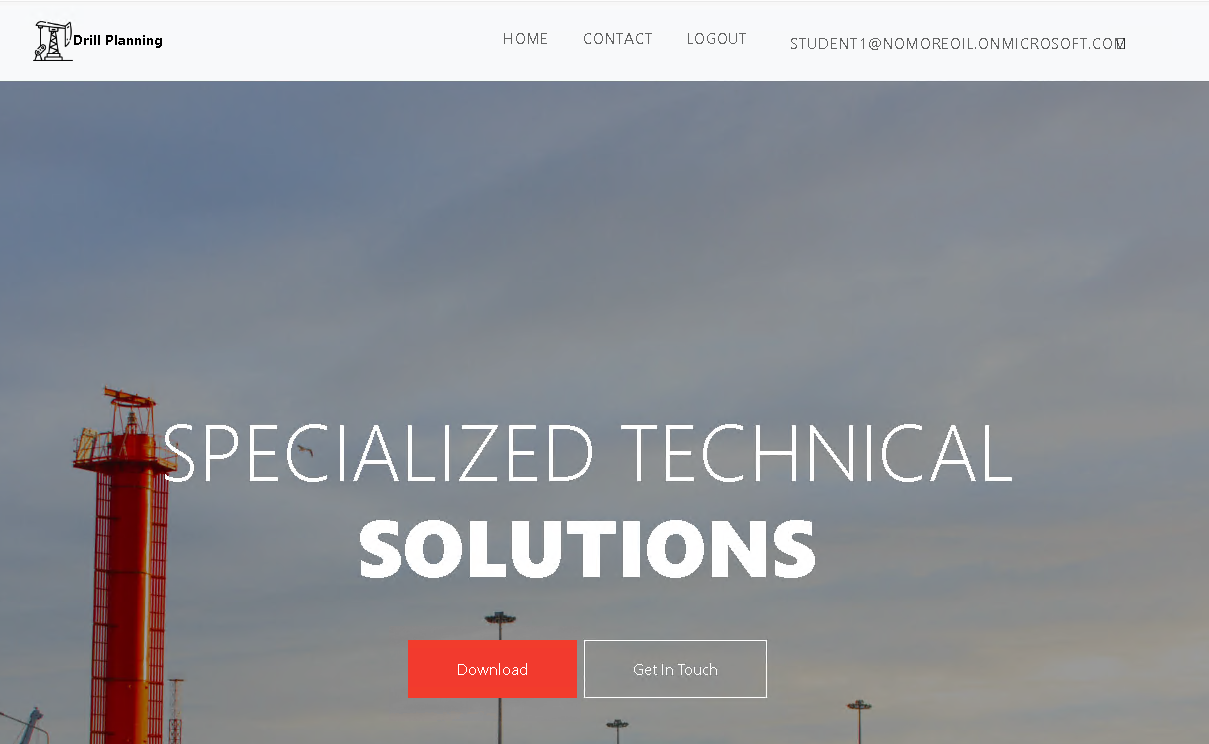 Drill Planning
HOME
CONTACT
LOGOUT
STUDENT1@NOMOREOIL.ONMICROSOFT.COM
SPECIALIZED TECHNICAL
SOLUTIONS
Download
Get In Touch